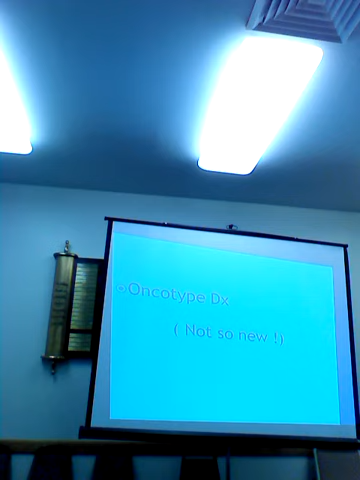 Oncotype Dx
( Not so new !)